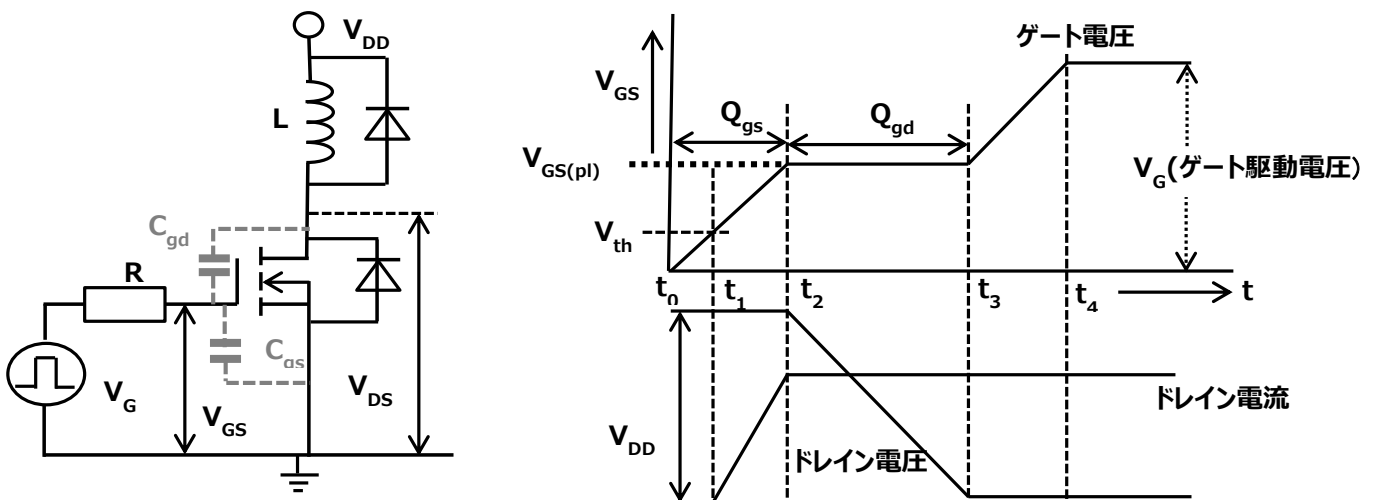 V_DD
L
C_gd
R
C_gs
V_G
V_GS
V_DS
ゲート電圧
V_GS
Q_gs
Q_gd
V_GS(pl)
V_G(ゲート駆動電圧)
V_th
t_0
t_1
t_2
t_3
t_4
t
ドレイン電流
V_DD
ドレイン電圧